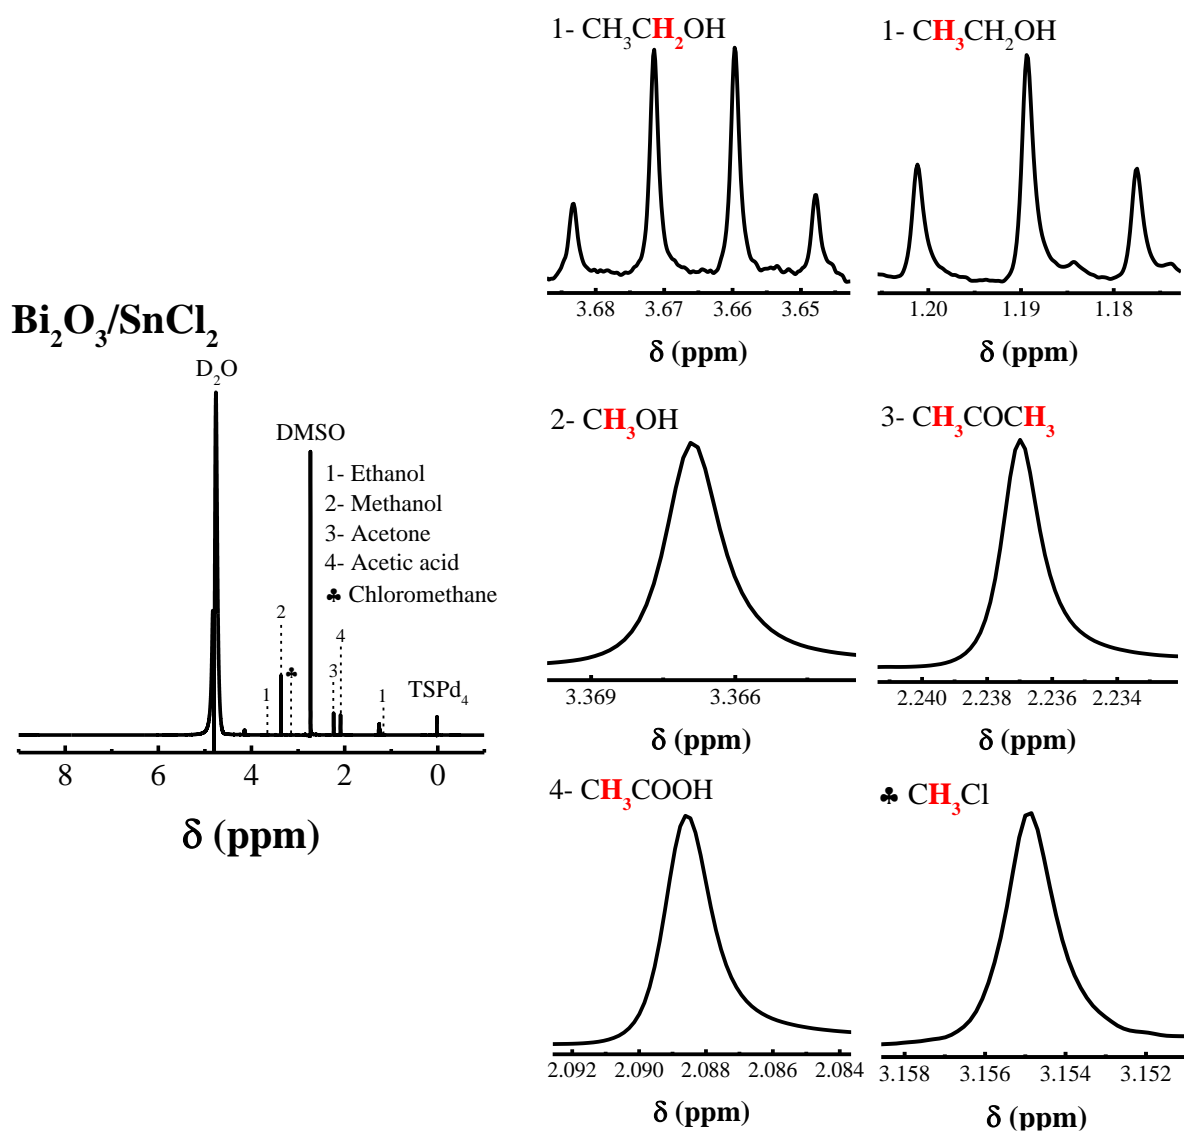 Bi₂O₃/SnCl₂
D₂O
DMSO
1- Ethanol
2- Methanol
3- Acetone
4- Acetic acid
♣ Chloromethane
1
2
♣
3
4
1
TSPd₄
8 6 4 2 0
δ (ppm)
1- CH₃CH₂OH
3.68 3.67 3.66 3.65
δ (ppm)
1- CH₃CH₂OH
1.20 1.19 1.18
δ (ppm)
2- CH₃OH
3.369 3.366
δ (ppm)
3- CH₃COCH₃
2.240 2.238 2.236 2.234
δ (ppm)
4- CH₃COOH
2.092 2.090 2.088 2.086 2.084
δ (ppm)
♣ CH₃Cl
3.158 3.156 3.154 3.152
δ (ppm)